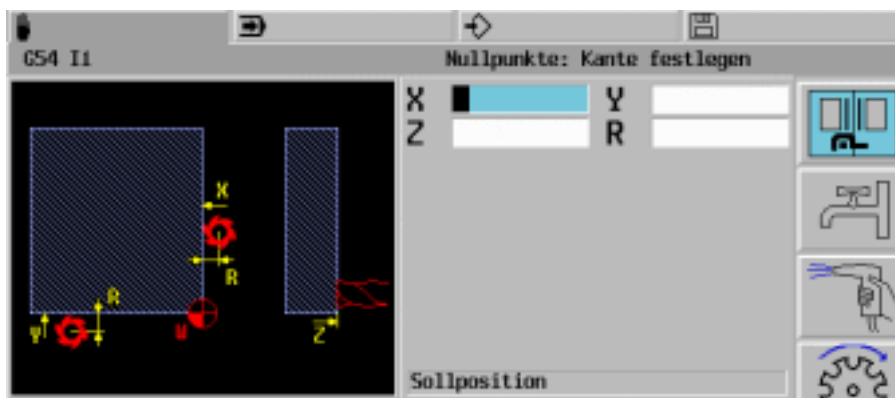 G54 I1
Nullpunkte: Kante festlegen
X Y
Z R
X
R
R
Y
W
Z
Sollposition